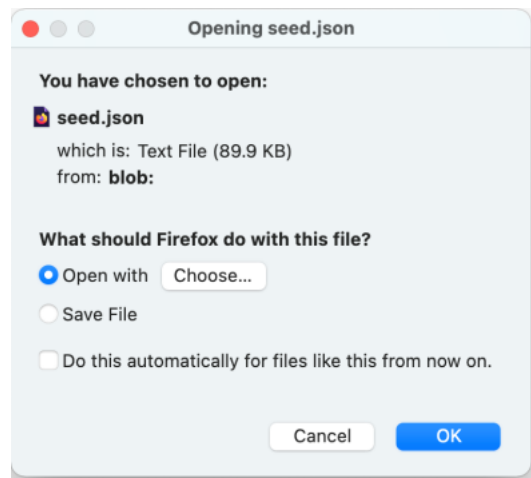 Opening seed.json
You have chosen to open:
seed.json
which is: Text File (89.9 KB)
from: blob:
What should Firefox do with this file?
Open with Choose...
Save File
Do this automatically for files like this from now on.
Cancel OK